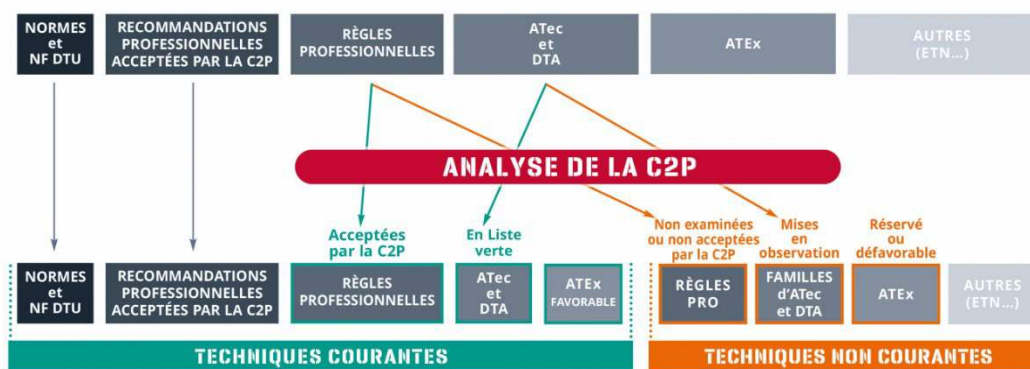 NORMES
et
NF DTU
RECOMMANDATIONS
PROFESSIONNELLES
ACCEPTÉES PAR LA C2P
RÈGLES
PROFESSIONNELLES
ATec
et
DTA
ATEx
AUTRES
(ETN...)
ANALYSE DE LA C2P
Acceptées
par la C2P
En Liste
verte
Non examinées
ou non acceptées
par la C2P
Mises
en
observation
Réservé
ou
défavorable
NORMES
et
NF DTU
RECOMMANDATIONS
PROFESSIONNELLES
ACCEPTÉES PAR LA C2P
RÈGLES
PROFESSIONNELLES
ATec
et
DTA
ATEx
FAVORABLE
RÈGLES
PRO
FAMILLES
d'ATec
et DTA
ATEx
AUTRES
(ETN...)
TECHNIQUES COURANTES
TECHNIQUES NON COURANTES